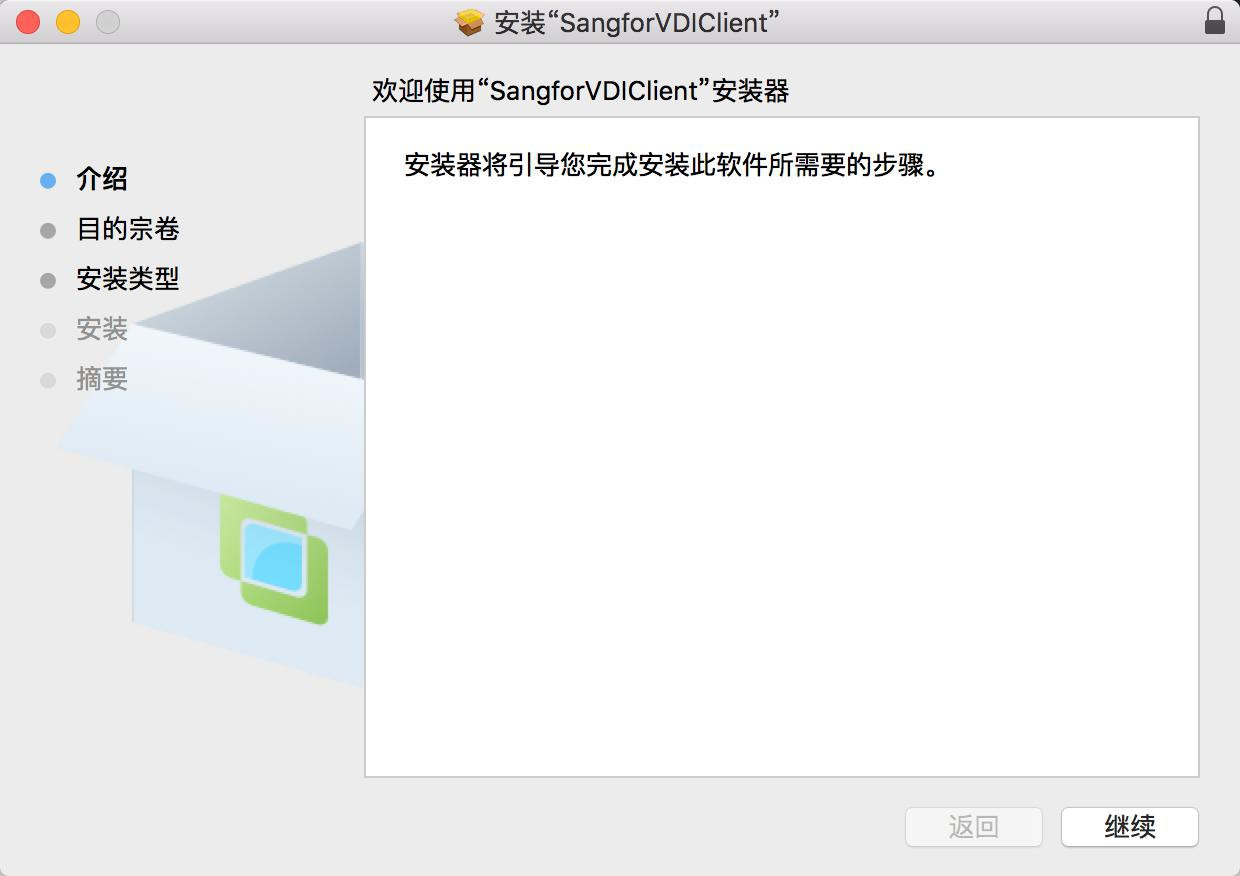 安装“SangforVDIClient”
欢迎使用“SangforVDIClient”安装器
介绍
目的宗卷
安装类型
安装
摘要
安装器将引导您完成安装此软件所需要的步骤。
返回
继续